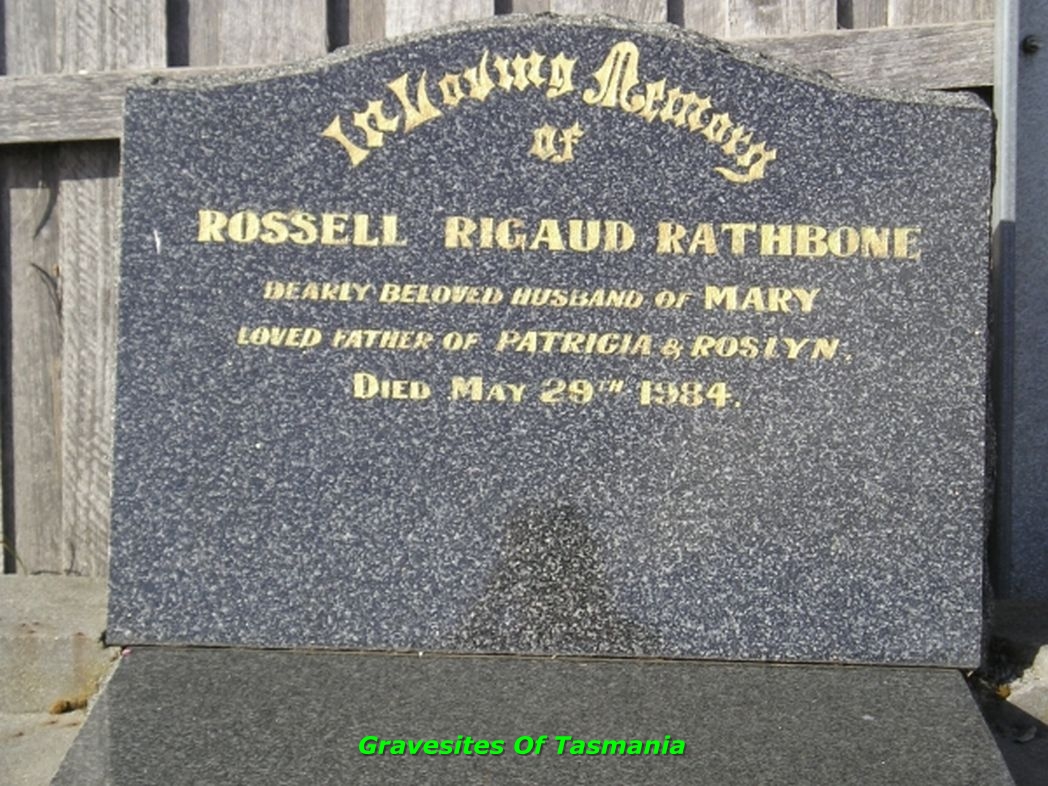 In Loving Memory
of
ROSSELL RIGAUD RATHBONE
DEARLY BELOVED HUSBAND OF MARY
LOVED FATHER OF PATRICIA & ROSLYN.
DIED MAY 29TH 1984.
Gravesites Of Tasmania